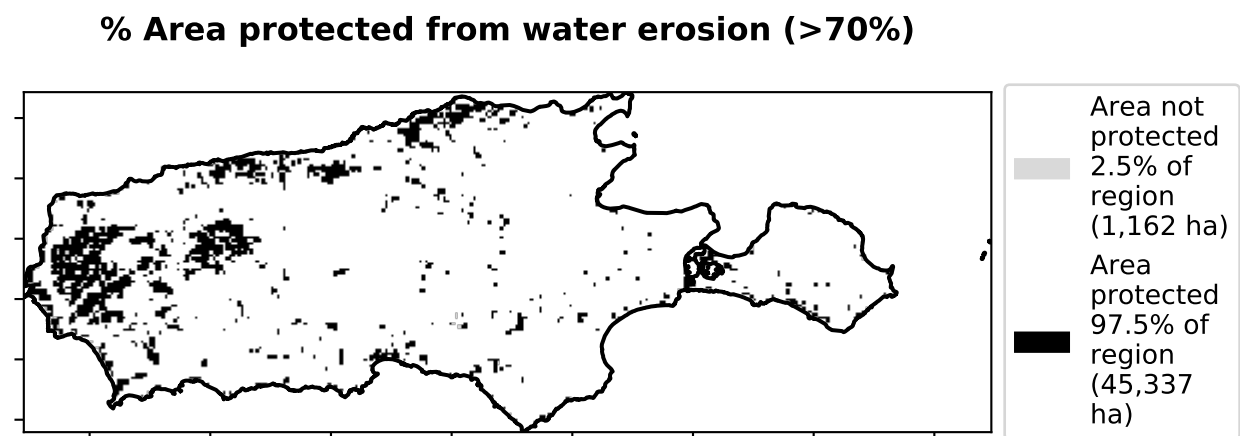 % Area protected from water erosion (>70%)
Area not
protected
2.5% of
region
(1,162 ha)
Area
protected
97.5% of
region
(45,337
ha)